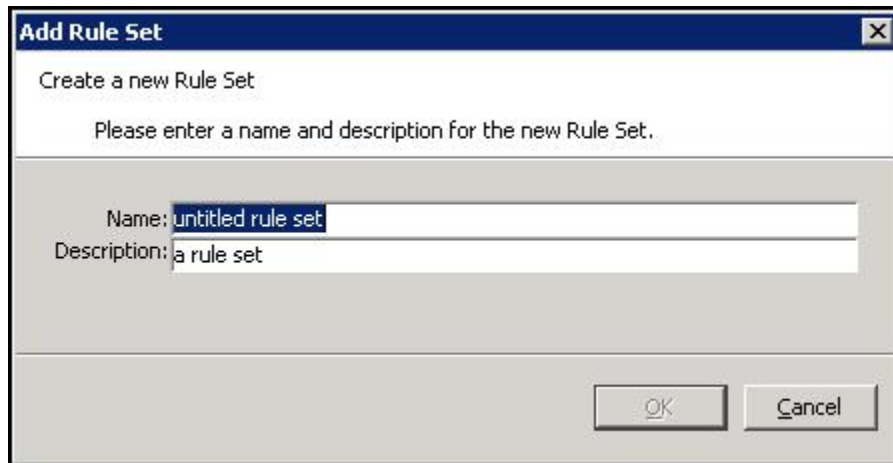 Add Rule Set
Create a new Rule Set
Please enter a name and description for the new Rule Set.
Name: untitled rule set
Description: a rule set
OK Cancel